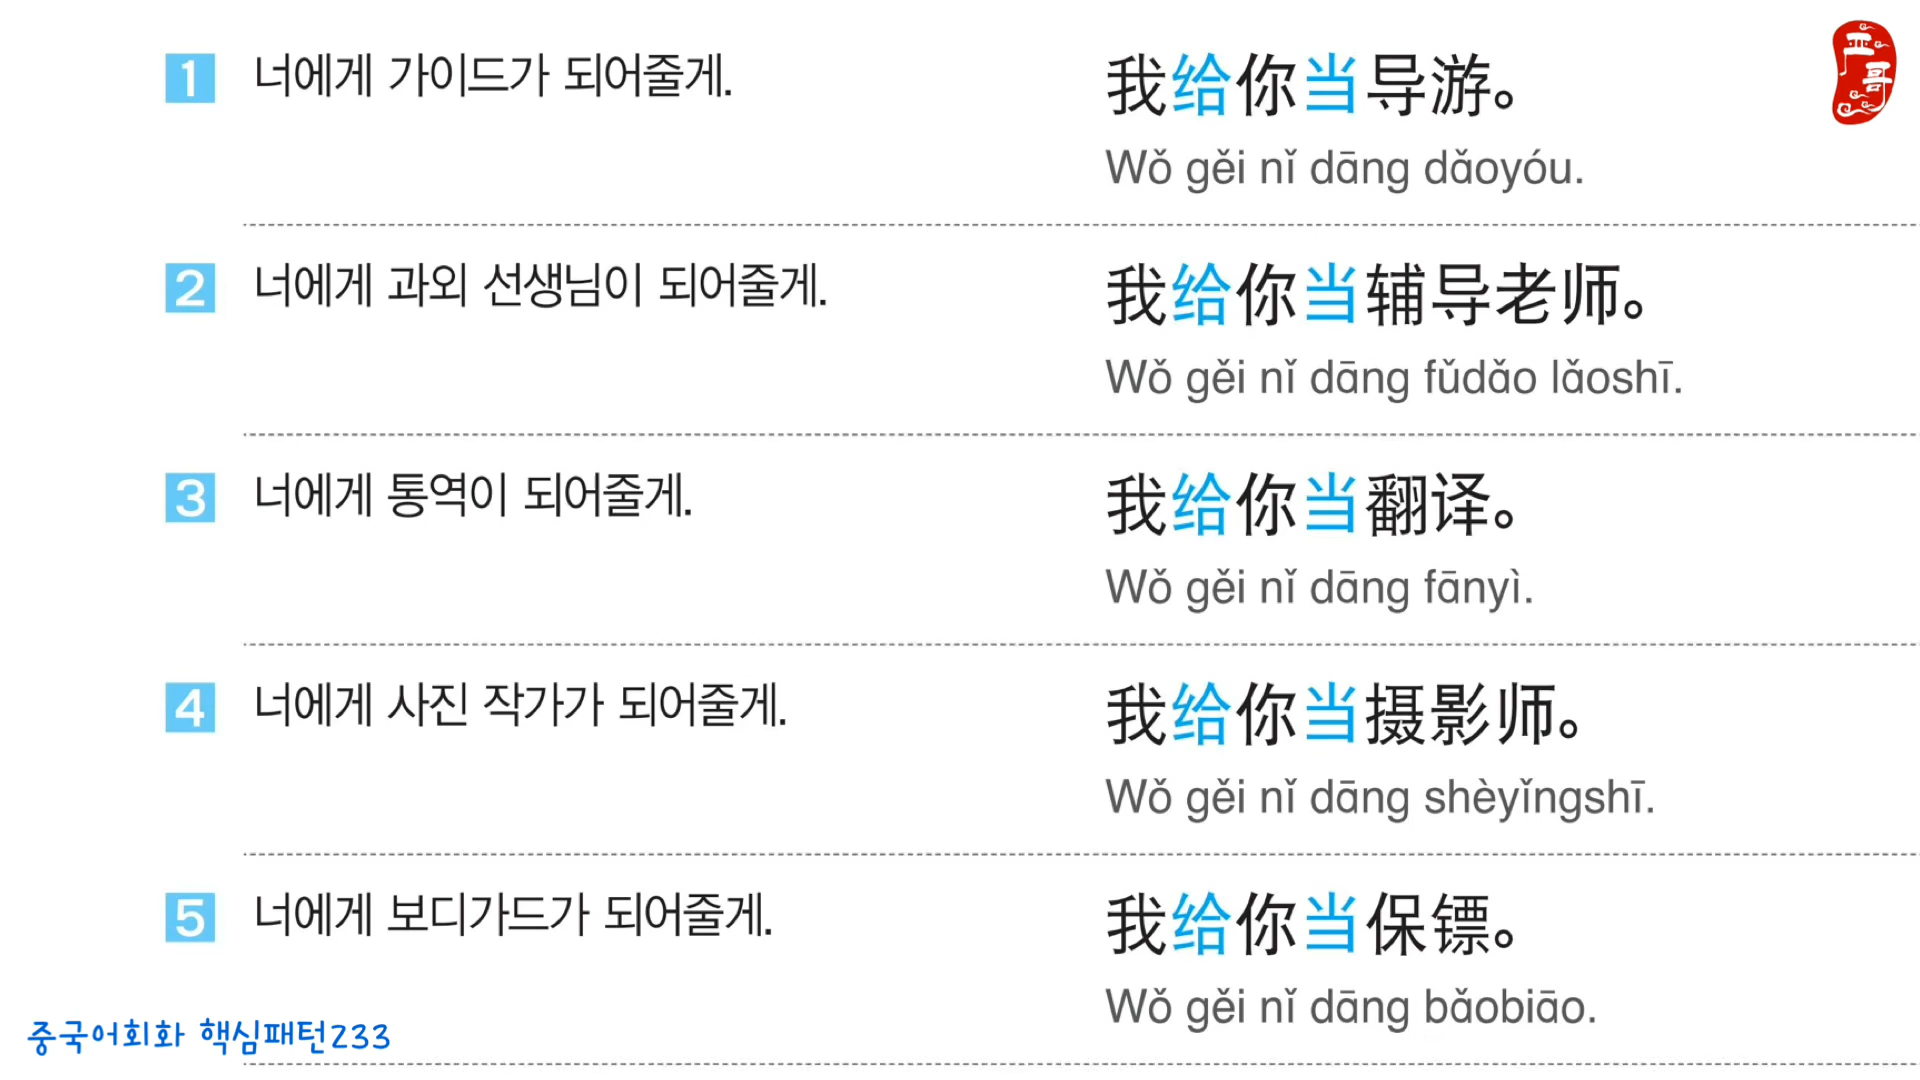 1 너에게 가이드가 되어줄게. 我给你当导游。
Wǒ gěi nǐ dāng dǎoyóu.
2 너에게 과외 선생님이 되어줄게. 我给你当辅导老师。
Wǒ gěi nǐ dāng fǔdǎo lǎoshī.
3 너에게 통역이 되어줄게. 我给你当翻译。
Wǒ gěi nǐ dāng fānyì.
4 너에게 사진 작가가 되어줄게. 我给你当摄影师。
Wǒ gěi nǐ dāng shèyǐngshī.
5 너에게 보디가드가 되어줄게. 我给你当保镖。
Wǒ gěi nǐ dāng bǎobiāo.
중국어회화 핵심패턴233
严哥